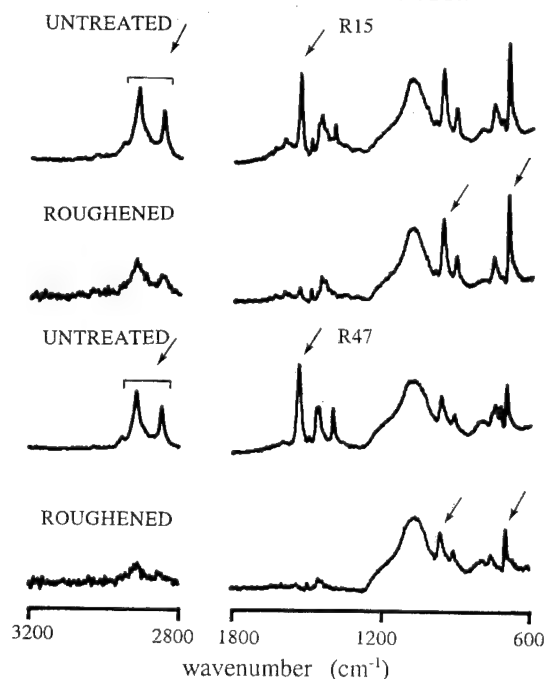 UNTREATED
R15
ROUGHENED
UNTREATED
R47
ROUGHENED
3200 2800 1800 1200 600
wavenumber (cm⁻¹)